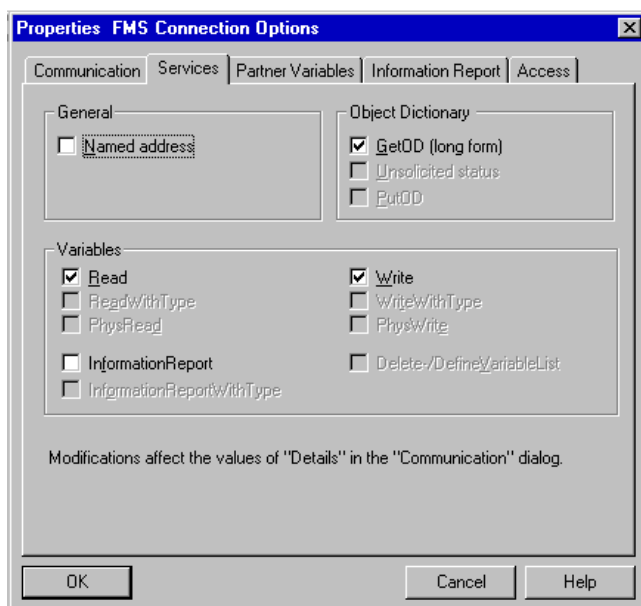 Properties FMS Connection Options
Communication Services Partner Variables Information Report Access
General
Named address
Object Dictionary
GetOD (long form)
Unsolicited status
PutOD
Variables
Read
Write
ReadWithType
WriteWithType
PhysRead
PhysWrite
InformationReport
Delete-/DefineVariableList
InformationReportWithType
Modifications affect the values of "Details" in the "Communication" dialog.
OK Cancel Help